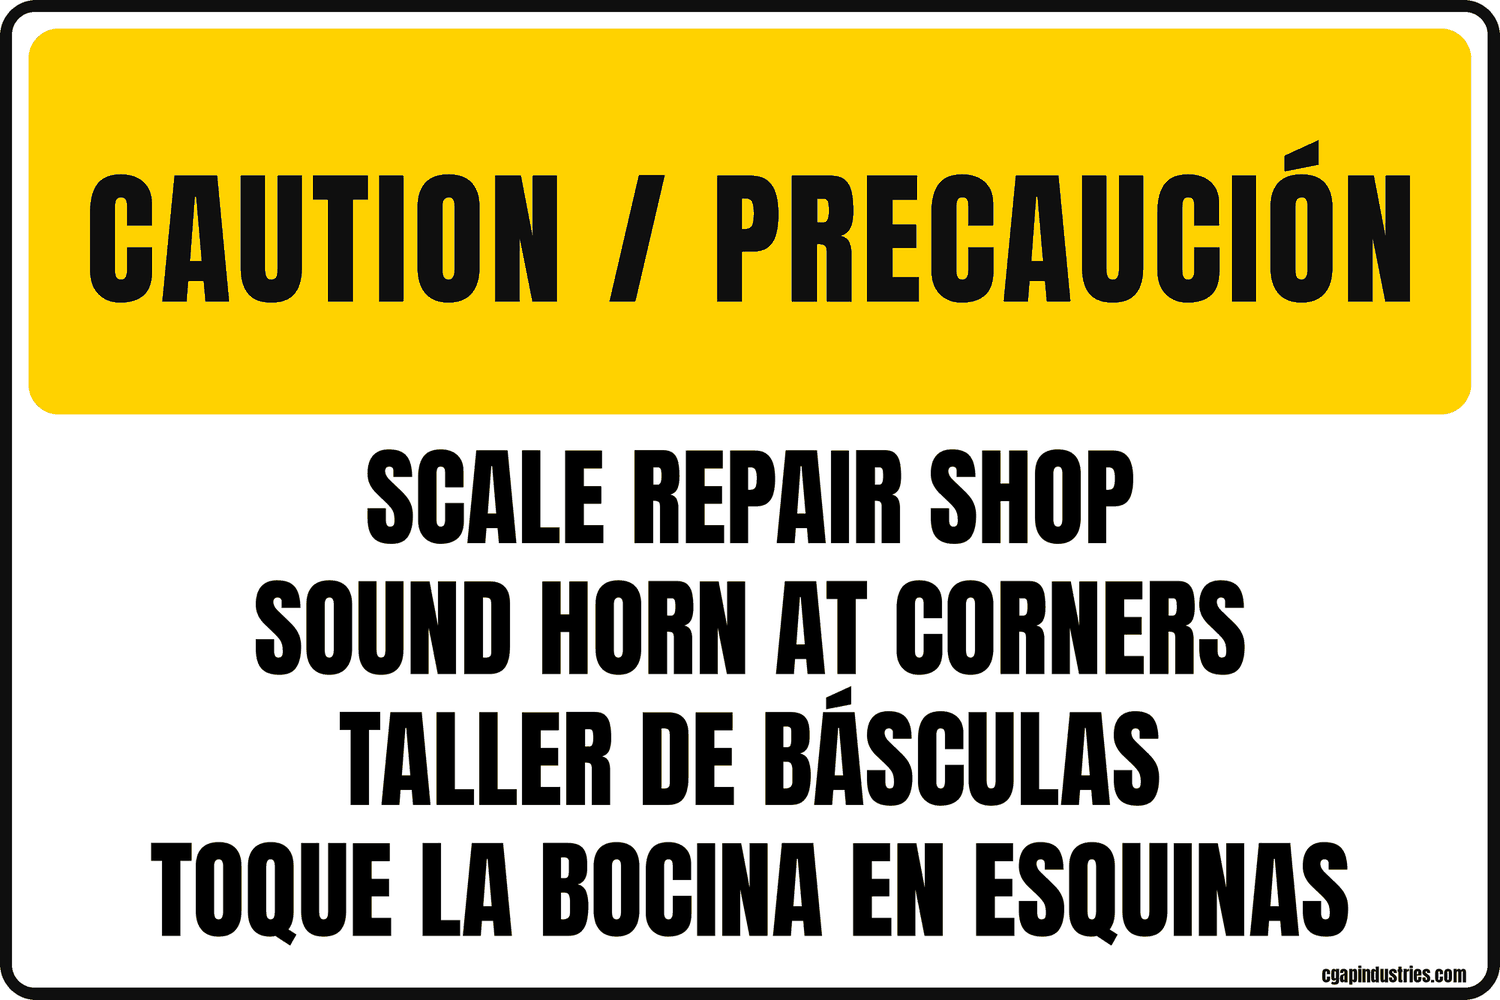 CAUTION / PRECAUCIÓN
SCALE REPAIR SHOP
SOUND HORN AT CORNERS
TALLER DE BÁSCULAS
TOQUE LA BOCINA EN ESQUINAS
cgapindustries.com